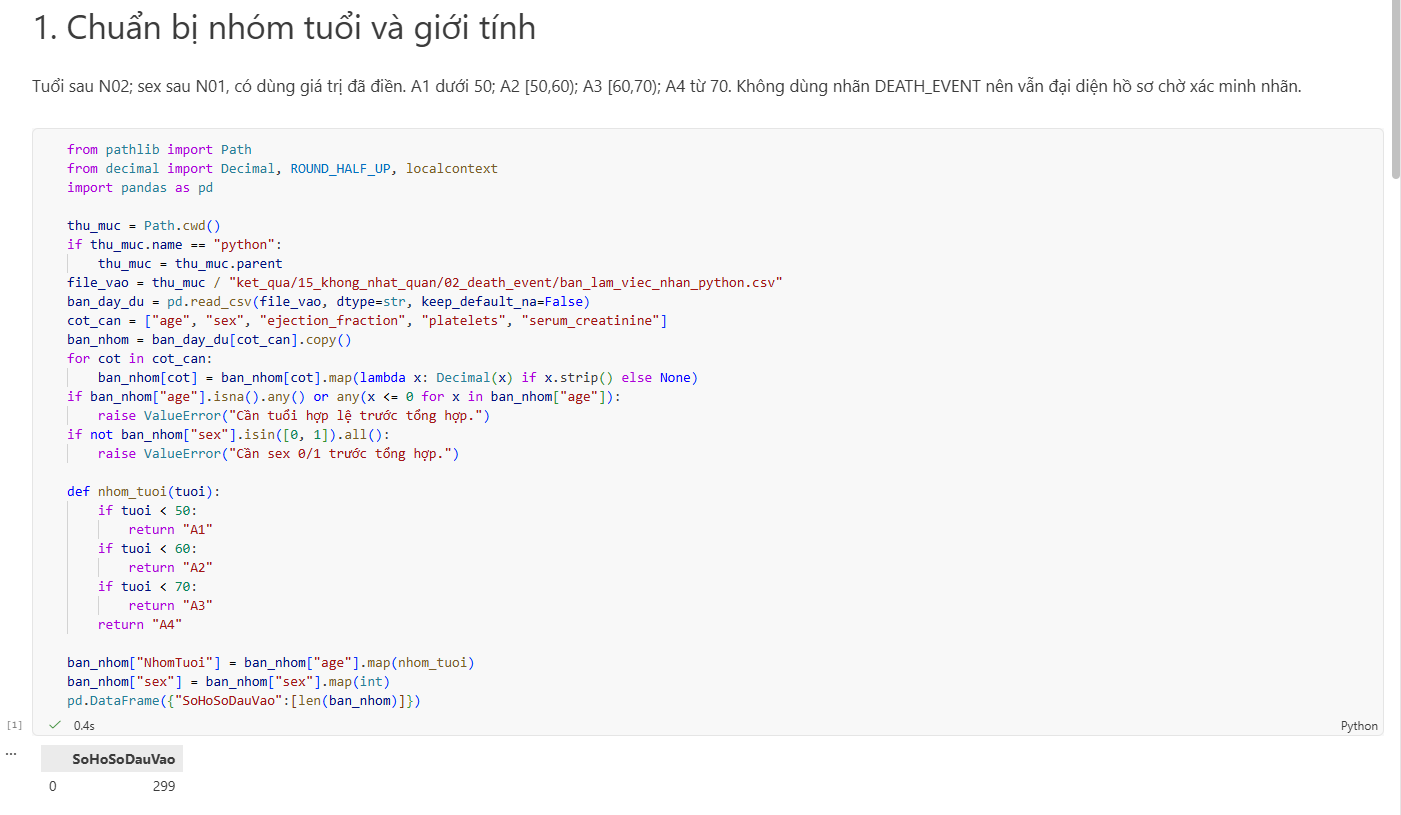 1. Chuẩn bị nhóm tuổi và giới tính
Tuổi sau N02; sex sau N01, có dùng giá trị đã điền. A1 dưới 50; A2 [50,60); A3 [60,70); A4 từ 70. Không dùng nhãn DEATH_EVENT nên vẫn đại diện hồ sơ chờ xác minh nhãn.
from pathlib import Path
from decimal import Decimal, ROUND_HALF_UP, localcontext
import pandas as pd
thu_muc = Path.cwd()
if thu_muc.name == "python":
    thu_muc = thu_muc.parent
file_vao = thu_muc / "ket_qua/15_khong_nhat_quan/02_death_event/ban_lam_viec_nhan_python.csv"
ban_day_du = pd.read_csv(file_vao, dtype=str, keep_default_na=False)
cot_can = ["age", "sex", "ejection_fraction", "platelets", "serum_creatinine"]
ban_nhom = ban_day_du[cot_can].copy()
for cot in cot_can:
    ban_nhom[cot] = ban_nhom[cot].map(lambda x: Decimal(x) if x.strip() else None)
if ban_nhom["age"].isna().any() or any(x <= 0 for x in ban_nhom["age"]):
    raise ValueError("Cần tuổi hợp lệ trước tổng hợp.")
if not ban_nhom["sex"].isin([0, 1]).all():
    raise ValueError("Cần sex 0/1 trước tổng hợp.")
def nhom_tuoi(tuoi):
    if tuoi < 50:
        return "A1"
    if tuoi < 60:
        return "A2"
    if tuoi < 70:
        return "A3"
    return "A4"
ban_nhom["NhomTuoi"] = ban_nhom["age"].map(nhom_tuoi)
ban_nhom["sex"] = ban_nhom["sex"].map(int)
pd.DataFrame({"SoHoSoDauVao":[len(ban_nhom)]})
[1] ✓ 0.4s Python
...
SoHoSoDauVao
0 299